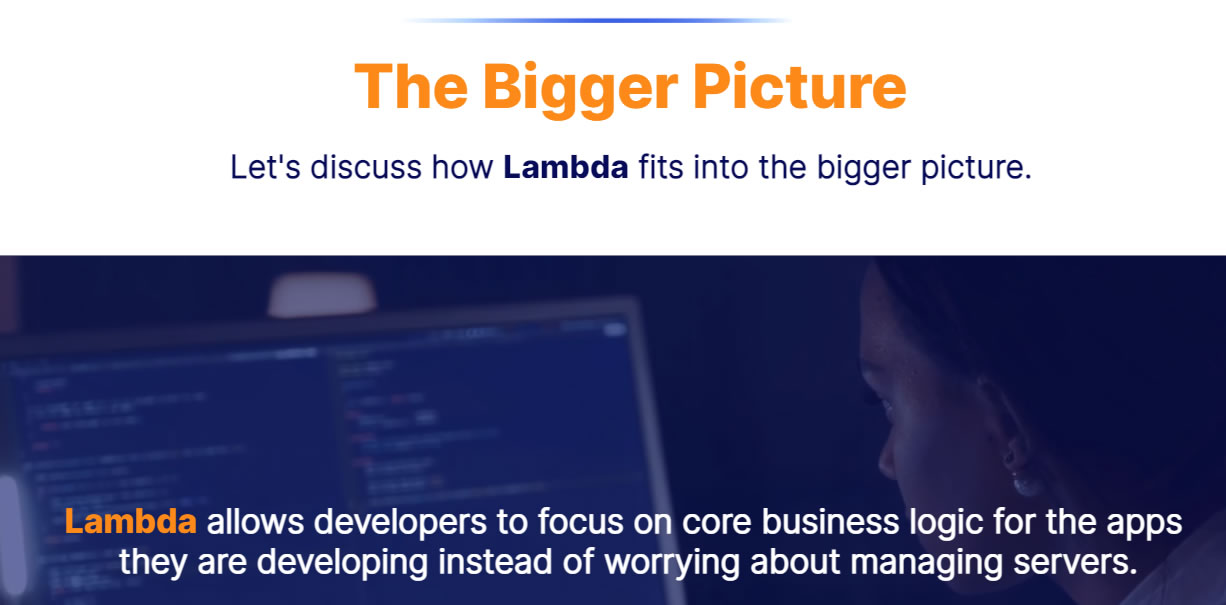 The Bigger Picture
Let's discuss how Lambda fits into the bigger picture.
Lambda allows developers to focus on core business logic for the apps
they are developing instead of worrying about managing servers.